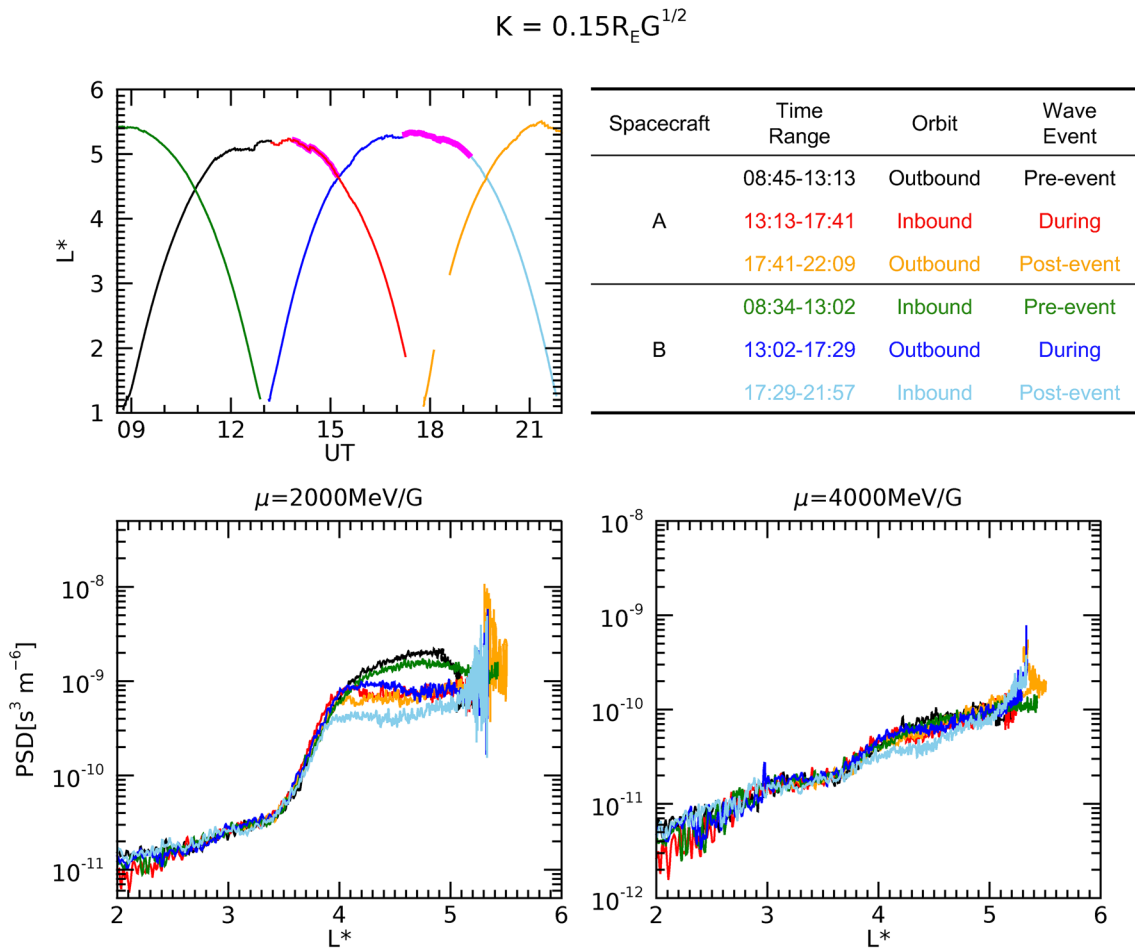 K = 0.15R_E G^{1/2}
6
5
4
3
2
1
L*
09 12 15 18 21
UT
Spacecraft Time Range Orbit Wave Event
A
08:45-13:13 Outbound Pre-event
13:13-17:41 Inbound During
17:41-22:09 Outbound Post-event
B
08:34-13:02 Inbound Pre-event
13:02-17:29 Outbound During
17:29-21:57 Inbound Post-event
μ=2000MeV/G
PSD[s³ m⁻⁶]
10⁻⁸
10⁻⁹
10⁻¹⁰
10⁻¹¹
2 3 4 5 6
L*
μ=4000MeV/G
10⁻⁸
10⁻⁹
10⁻¹⁰
10⁻¹¹
10⁻¹²
2 3 4 5 6
L*